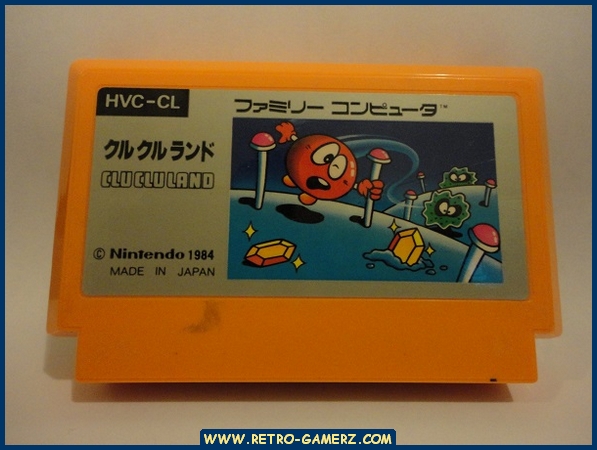 HVC-CL
ファミリー コンピュータ™
クルクルランド
CLU CLU LAND
© Nintendo 1984
MADE IN JAPAN
WWW.RETRO-GAMERZ.COM